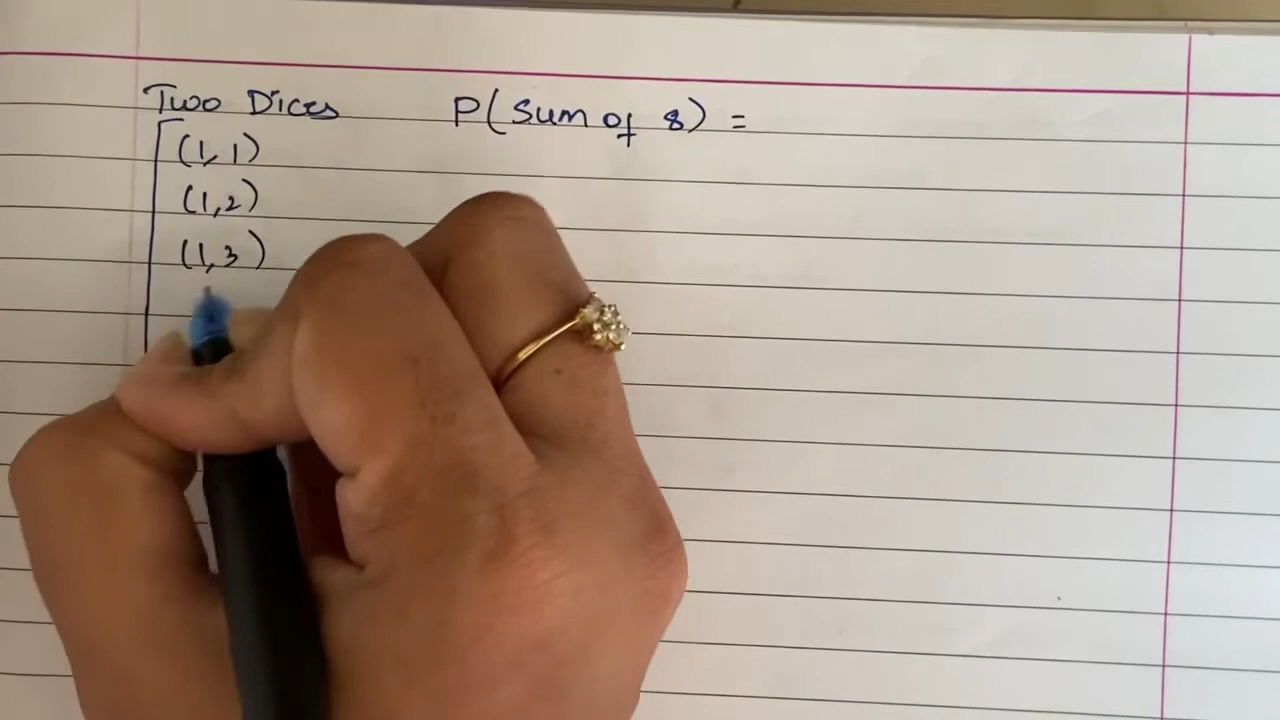 Two Dices P(Sum of 8) =
(1,1)
(1,2)
(1,3)